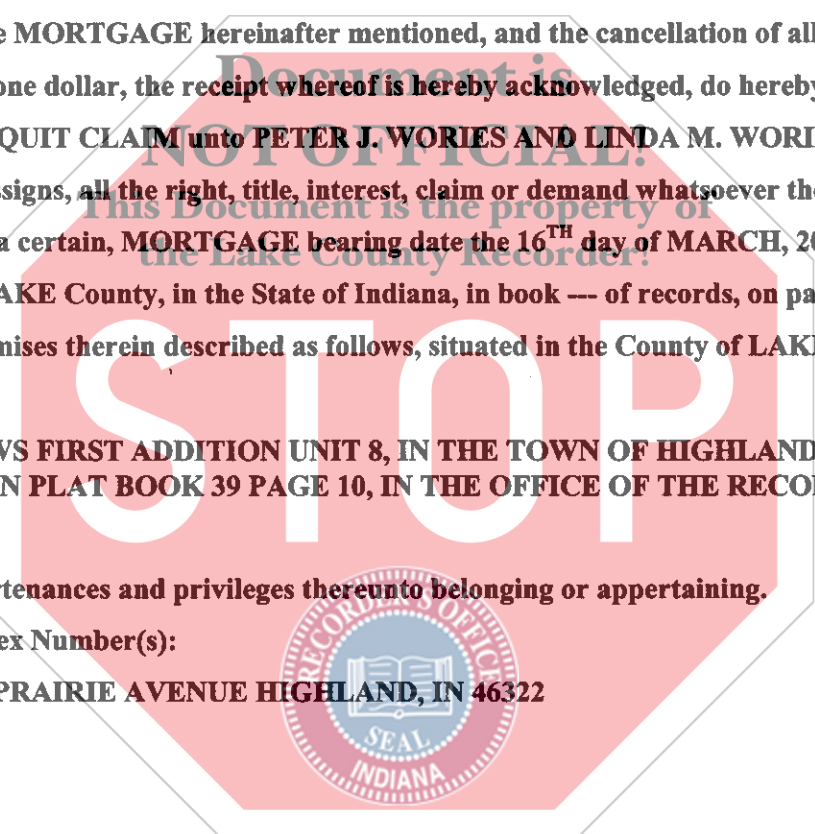 e MORTGAGE hereinafter mentioned, and the cancellation of all
Document is
one dollar, the receipt whereof is hereby acknowledged, do hereby
NOT OFFICIAL!
QUIT CLAIM unto PETER J. WORIES AND LINDA M. WORI
ssigns, all the right, title, interest, claim or demand whatsoever the
This Document is the property of
a certain, MORTGAGE bearing date the 16TH day of MARCH, 20
the Lake County Recorder!
AKE County, in the State of Indiana, in book --- of records, on pa
mises therein described as follows, situated in the County of LAKE
STOP
WS FIRST ADDITION UNIT 8, IN THE TOWN OF HIGHLAND
N PLAT BOOK 39 PAGE 10, IN THE OFFICE OF THE RECOR
rtenances and privileges thereunto belonging or appertaining.
ex Number(s):
PRAIRIE AVENUE HIGHLAND, IN 46322
RECORDER'S OFFICE
SEAL
INDIANA